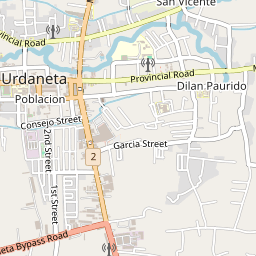 San Vicente
Provincial Road
Urdaneta
Provincial Road
Poblacion
Dilan Paurido
Consejo Street
Garcia Street
2
2nd Street
1st Street
eta Bypass Road